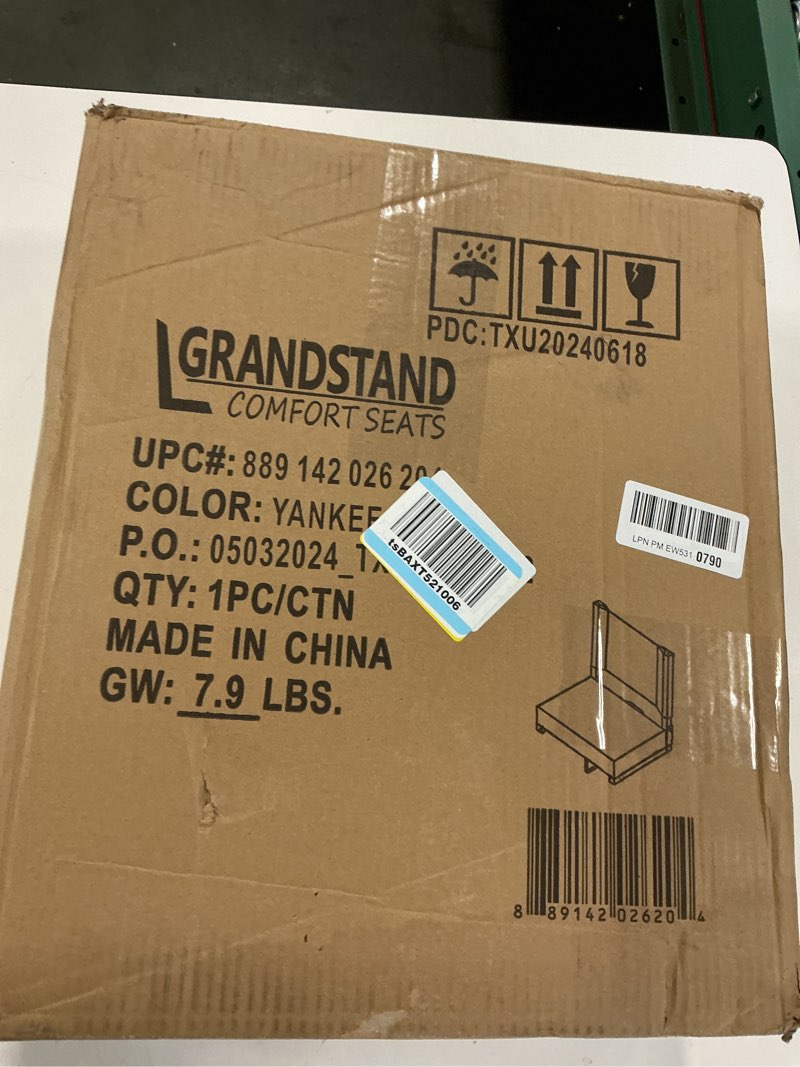 PDC:TXU20240618
GRANDSTAND
COMFORT SEATS
UPC#: 889 142 026 204
COLOR: YANKEE
P.O.: 05032024_TX
QTY: 1PC/CTN
MADE IN CHINA
GW: 7.9 LBS.
tsBAXT521006
LPN PM EW531 0790
8 89142 02620 4